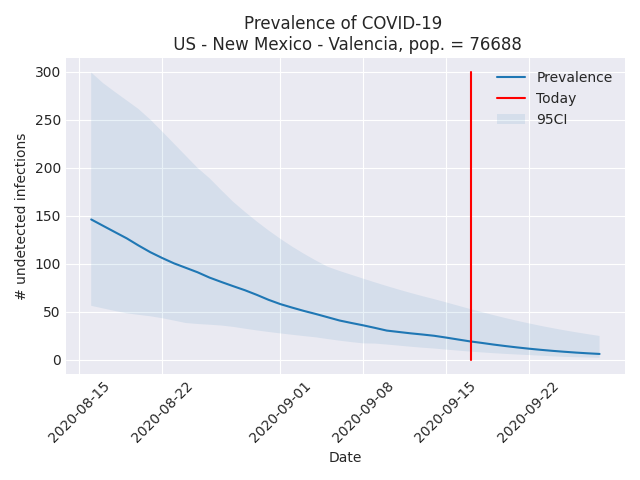 Prevalence of COVID-19
US - New Mexico - Valencia, pop. = 76688
300
250
200
150
100
50
0
# undetected infections
Prevalence
Today
95CI
2020-08-15
2020-08-22
2020-09-01
2020-09-08
2020-09-15
2020-09-22
Date